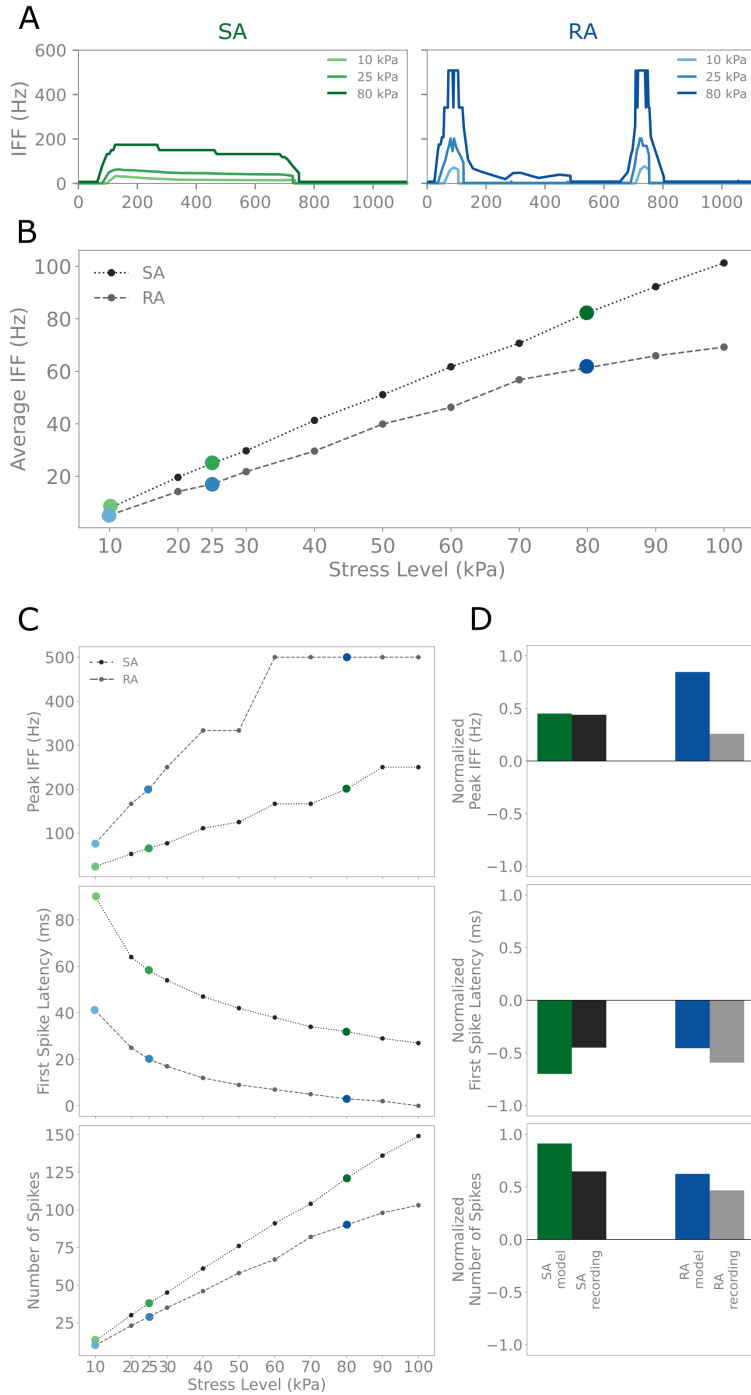 A
SA
RA
IFF (Hz)
600
400
200
0
10 kPa
25 kPa
80 kPa
10 kPa
25 kPa
80 kPa
0 200 400 600 800 1000
0 200 400 600 800 1000
B
Average IFF (Hz)
100
80
60
40
20
SA
RA
10 20 25 30 40 50 60 70 80 90 100
Stress Level (kPa)
C
Peak IFF (Hz)
500
400
300
200
100
SA
RA
First Spike Latency (ms)
80
60
40
20
0
Number of Spikes
150
125
100
75
50
25
10 20 25 30 40 50 60 70 80 90 100
Stress Level (kPa)
D
Normalized
Peak IFF (Hz)
1.0
0.5
0.0
−0.5
−1.0
Normalized
First Spike Latency (ms)
1.0
0.5
0.0
−0.5
−1.0
Normalized
Number of Spikes
1.0
0.5
0.0
−0.5
−1.0
SA
model
SA
recording
RA
model
RA
recording